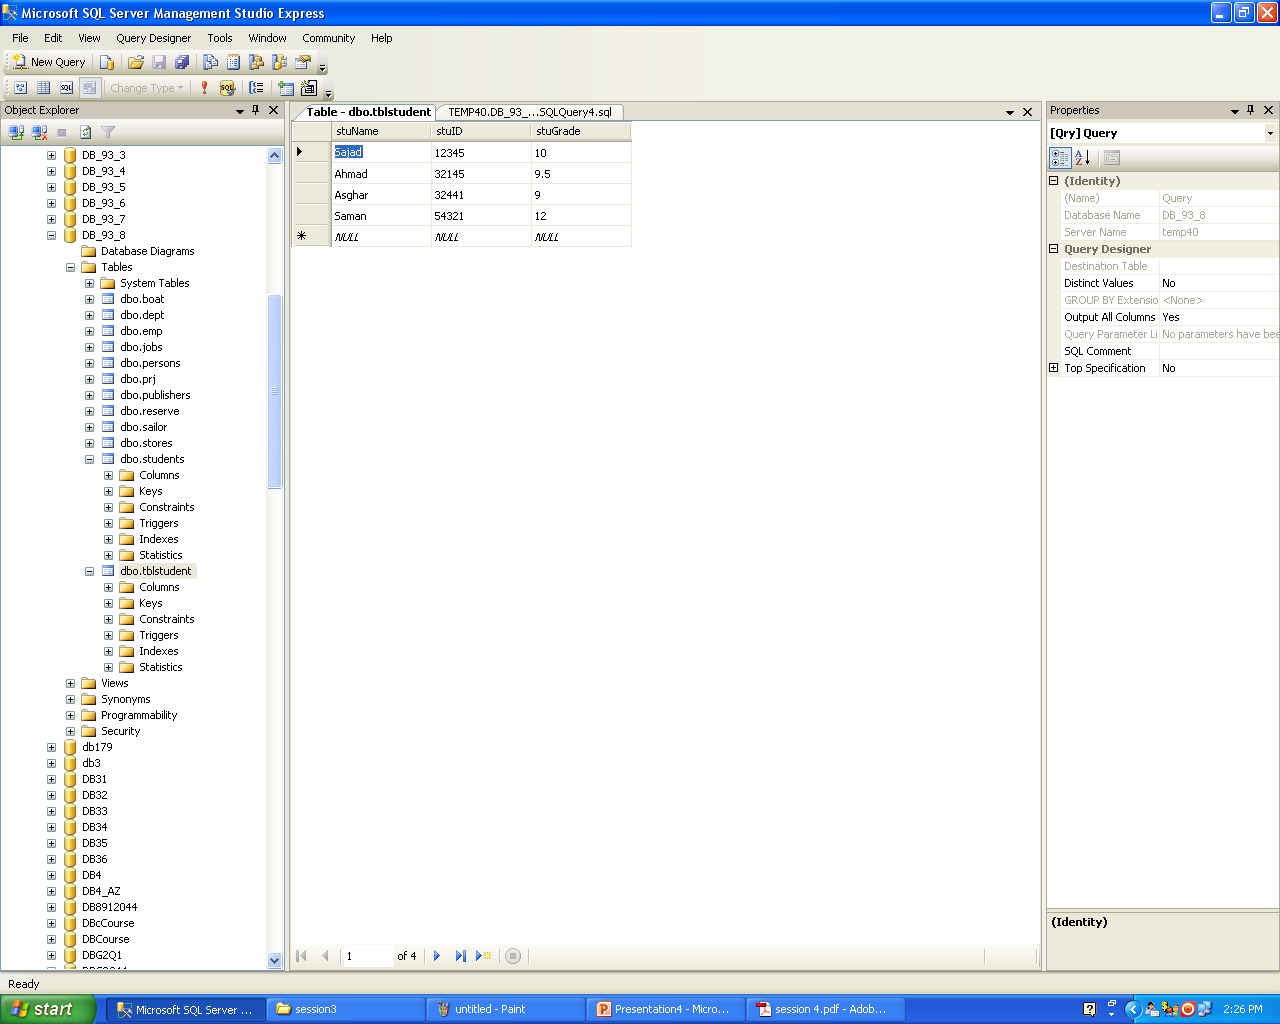 Microsoft SQL Server Management Studio Express
File Edit View Query Designer Tools Window Community Help
New Query
Change Type
Object Explorer
DB_93_3
DB_93_4
DB_93_5
DB_93_6
DB_93_7
DB_93_8
Database Diagrams
Tables
System Tables
dbo.boat
dbo.dept
dbo.emp
dbo.jobs
dbo.persons
dbo.prj
dbo.publishers
dbo.reserve
dbo.sailor
dbo.stores
dbo.students
Columns
Keys
Constraints
Triggers
Indexes
Statistics
dbo.tblstudent
Columns
Keys
Constraints
Triggers
Indexes
Statistics
Views
Synonyms
Programmability
Security
db179
db3
DB31
DB32
DB33
DB34
DB35
DB36
DB4
DB4_AZ
DB8912044
DBcCourse
DBCourse
DBG2Q1
Table - dbo.tblstudent TEMP40.DB_93_...SQLQuery4.sql
stuName stuID stuGrade
Sajad 12345 10
Ahmad 32145 9.5
Asghar 32441 9
Saman 54321 12
NULL NULL NULL
1 of 4
Properties
[Qry] Query
(Identity)
(Name) Query
Database Name DB_93_8
Server Name temp40
Query Designer
Destination Table
Distinct Values No
GROUP BY Extensio <None>
Output All Columns Yes
Query Parameter Li No parameters have bee
SQL Comment
Top Specification No
(Identity)
Ready
start Microsoft SQL Server ... session3 untitled - Paint Presentation4 - Micro... session 4.pdf - Adob... 2:26 PM